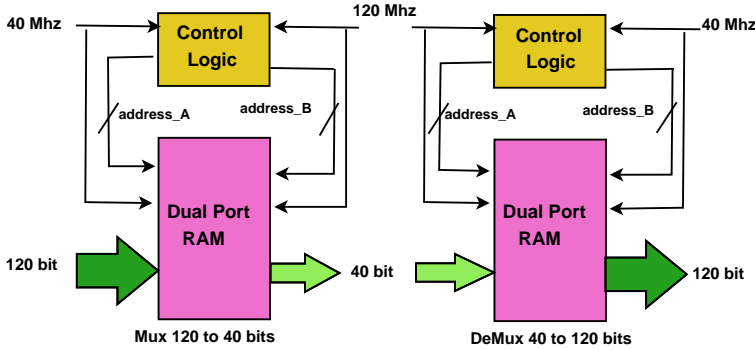 40 Mhz
Control
Logic
120 Mhz
Control
Logic
40 Mhz
address_A
address_B
address_A
address_B
Dual Port
RAM
Dual Port
RAM
120 bit
40 bit
120 bit
Mux 120 to 40 bits
DeMux 40 to 120 bits